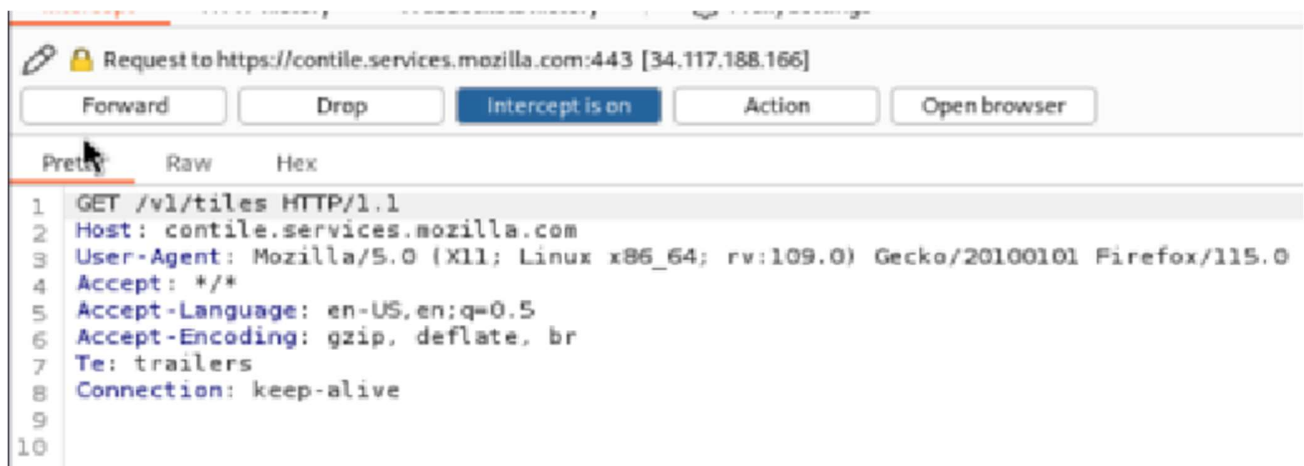 Request to https://contile.services.mozilla.com:443 [34.117.188.166]
Forward Drop Intercept is on Action Open browser
Pretty Raw Hex
1 GET /v1/tiles HTTP/1.1
2 Host: contile.services.mozilla.com
3 User-Agent: Mozilla/5.0 (X11; Linux x86_64; rv:109.0) Gecko/20100101 Firefox/115.0
4 Accept: */*
5 Accept-Language: en-US,en;q=0.5
6 Accept-Encoding: gzip, deflate, br
7 Te: trailers
8 Connection: keep-alive
9
10